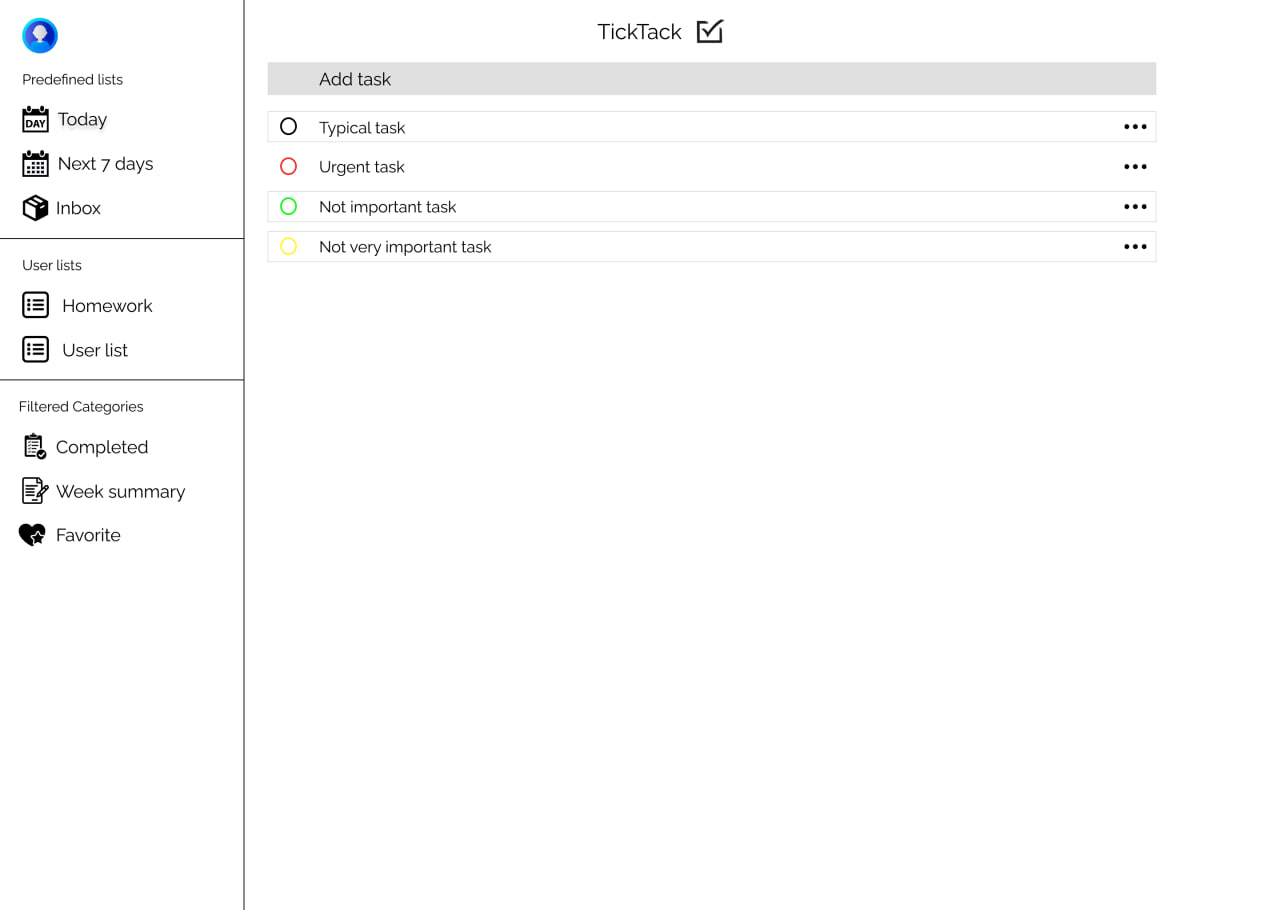 Predefined lists
DAY
Today
Next 7 days
Inbox
User lists
Homework
User list
Filtered Categories
Completed
Week summary
Favorite
TickTack
Add task
Typical task
Urgent task
Not important task
Not very important task